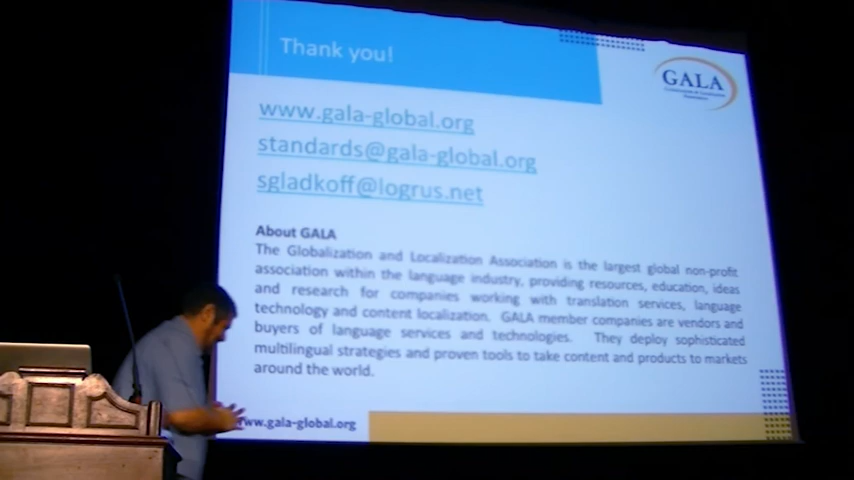 Thank you!
GALA
www.gala-global.org
standards@gala-global.org
sgladkoff@logrus.net
About GALA
The Globalization and Localization Association is the largest global non-profit
association within the language industry, providing resources, education, ideas
and research for companies working with translation services, language
technology and content localization. GALA member companies are vendors and
buyers of language services and technologies. They deploy sophisticated
multilingual strategies and proven tools to take content and products to markets
around the world.
www.gala-global.org